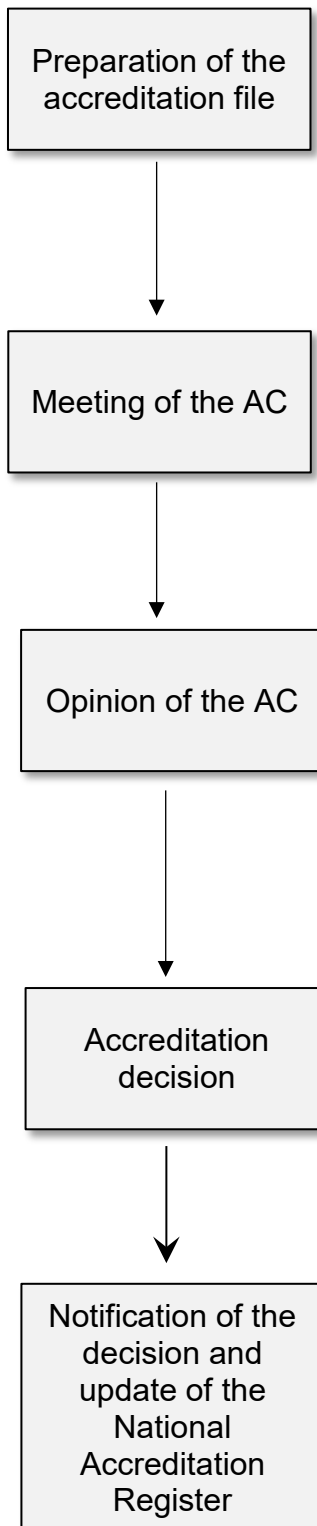 Preparation of the
accreditation file
Meeting of the AC
Opinion of the AC
Accreditation
decision
Notification of the
decision and
update of the
National
Accreditation
Register